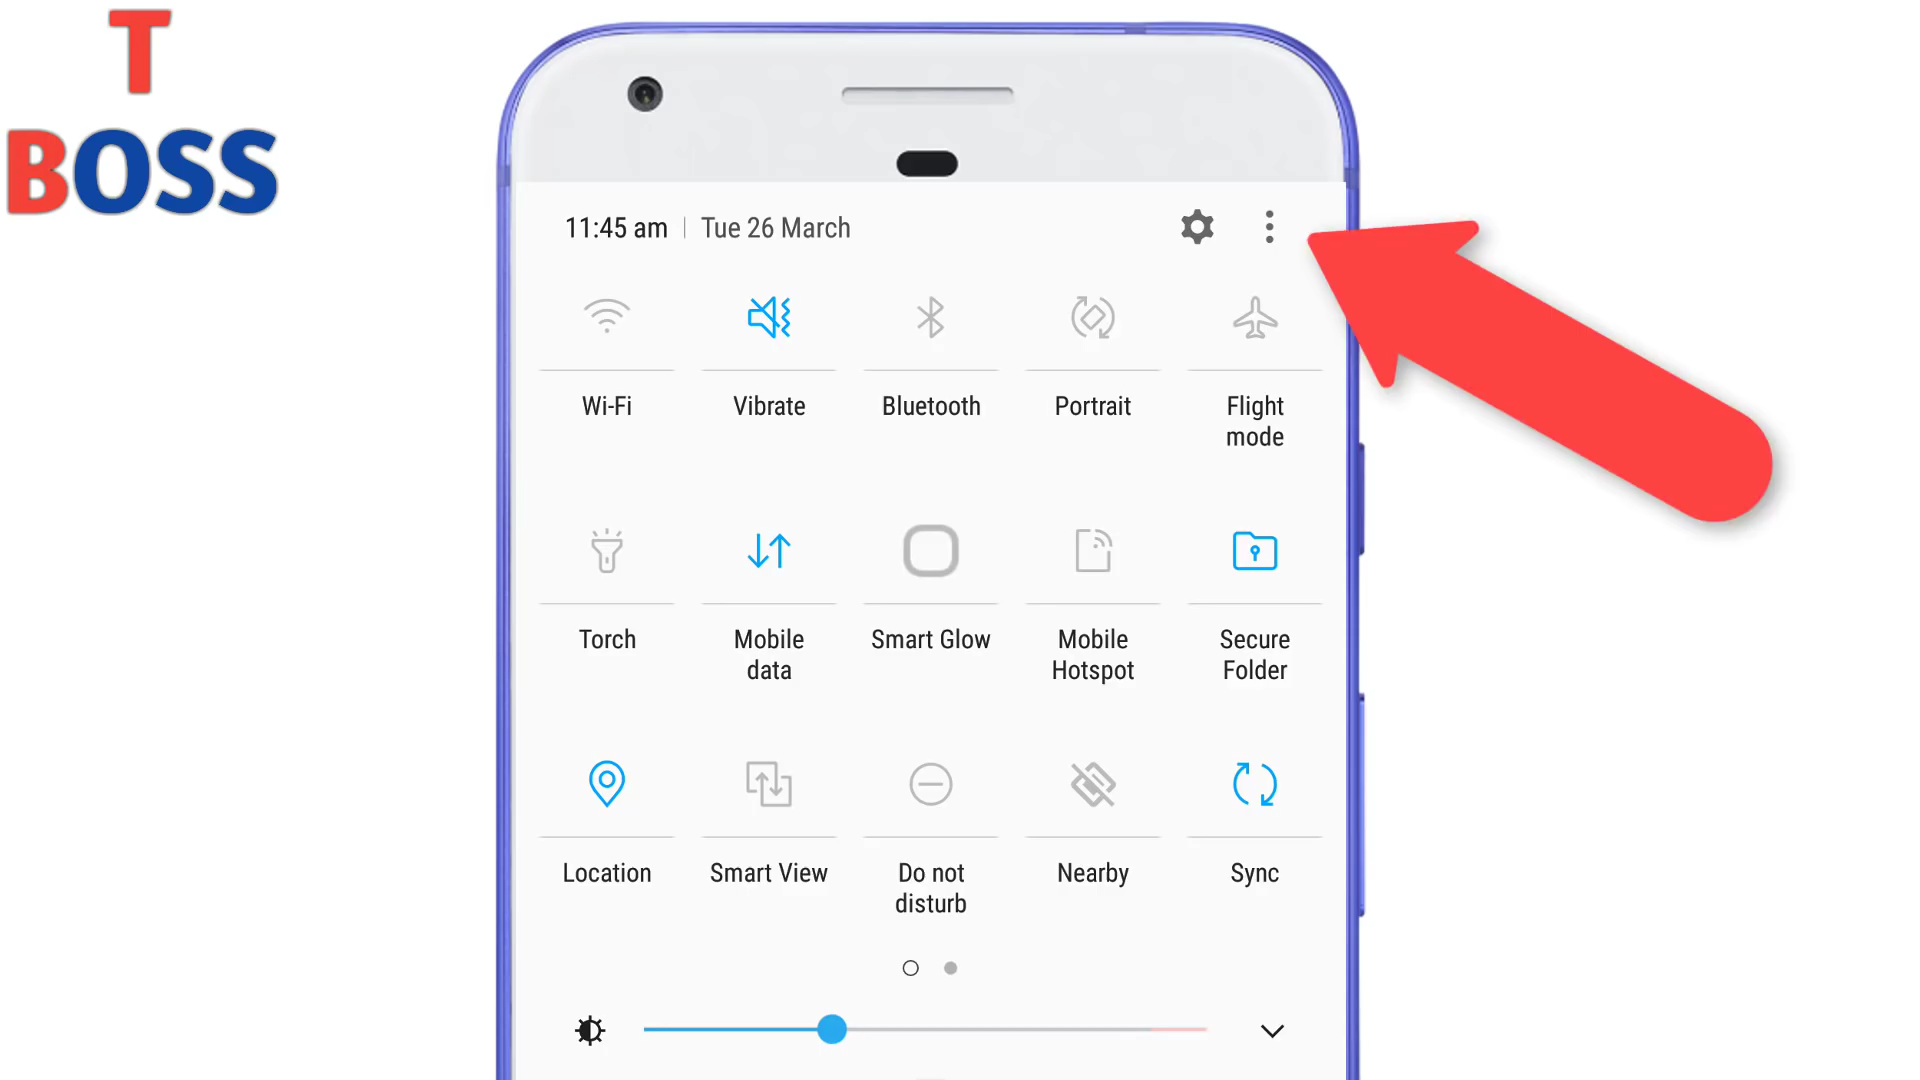 T
BOSS
11:45 am | Tue 26 March
Wi-Fi
Vibrate
Bluetooth
Portrait
Flight
mode
Torch
Mobile
data
Smart Glow
Mobile
Hotspot
Secure
Folder
Location
Smart View
Do not
disturb
Nearby
Sync